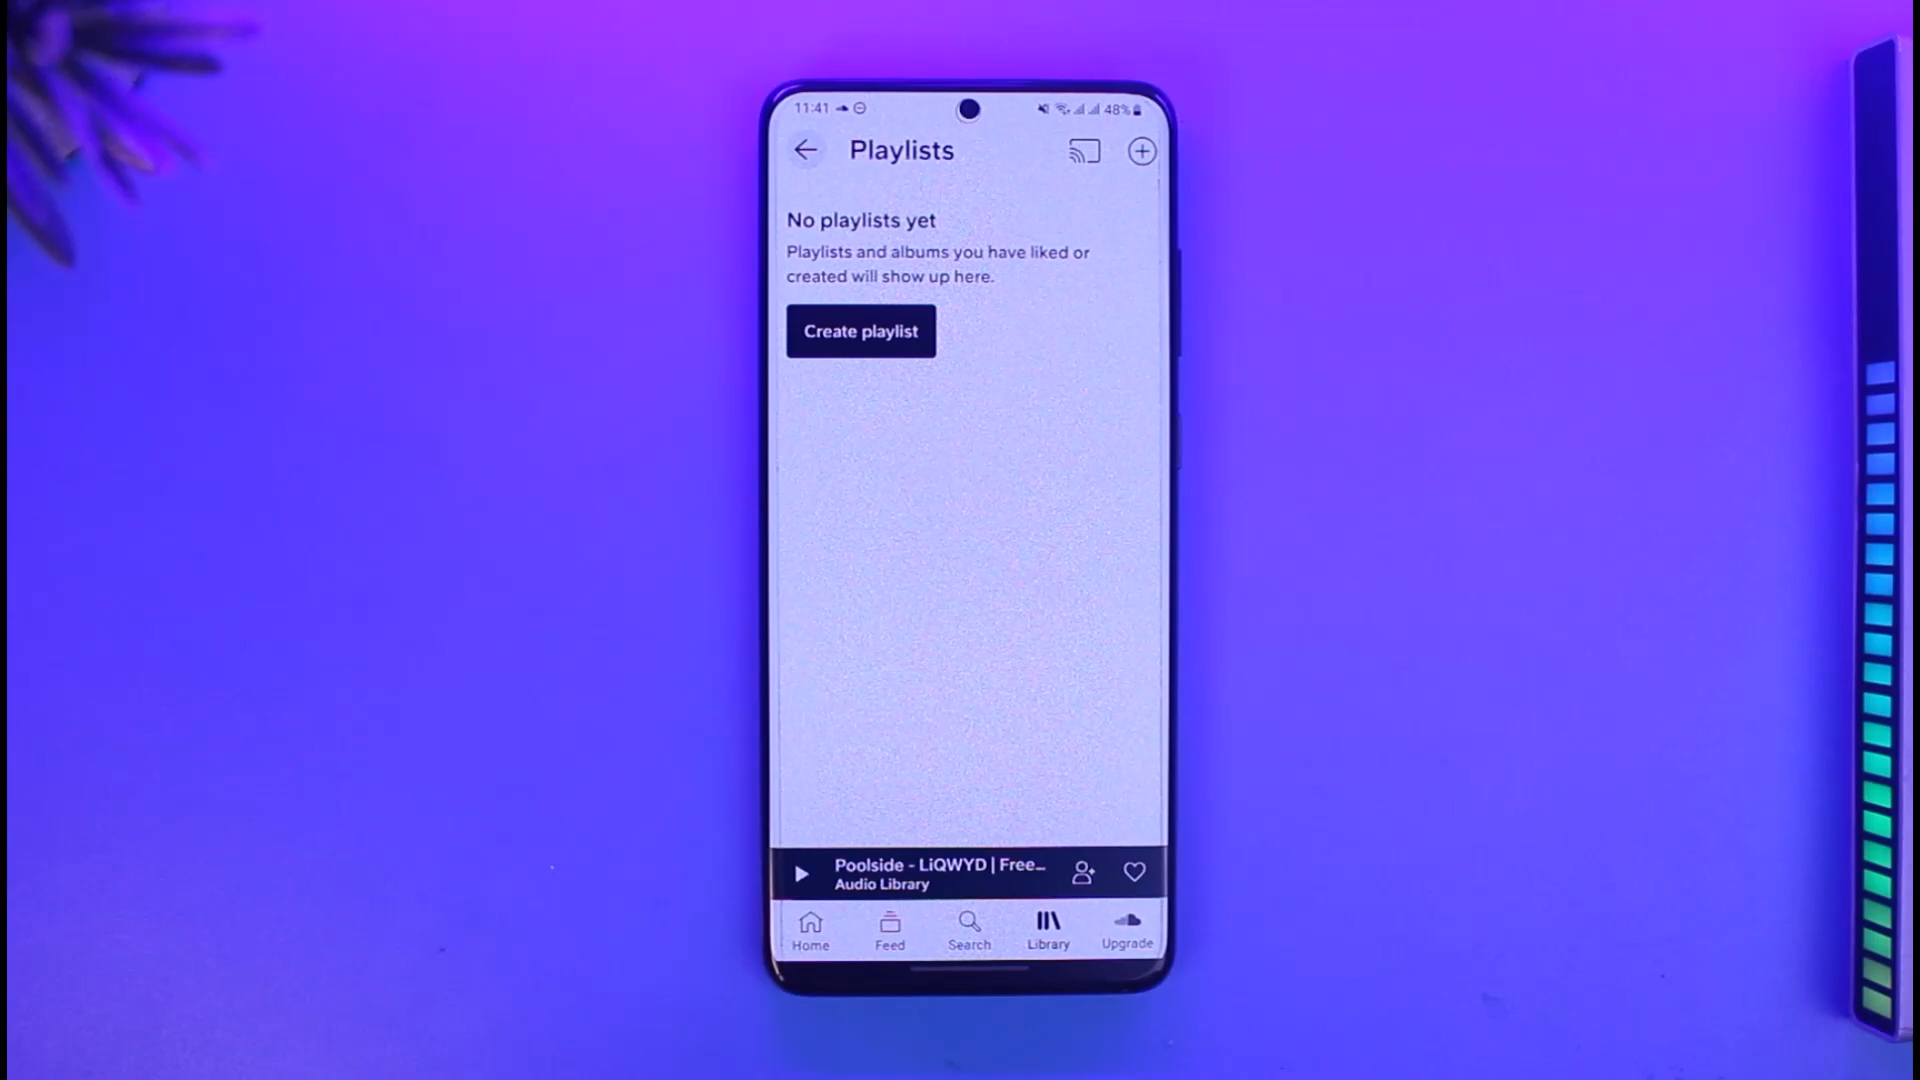 11:41
48%
Playlists
No playlists yet
Playlists and albums you have liked or
created will show up here.
Create playlist
Poolside - LiQWYD | Free...
Audio Library
Home
Feed
Search
Library
Upgrade